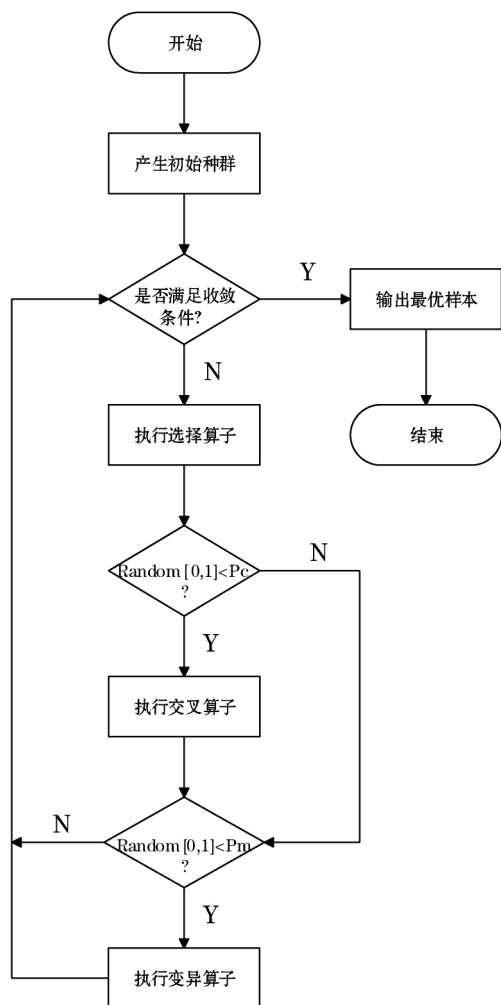 开始
产生初始种群
是否满足收敛
条件?
Y
输出最优样本
N
结束
执行选择算子
Random [0,1]<Pc
?
N
Y
执行交叉算子
Random [0,1]<Pm
?
N
Y
执行变异算子